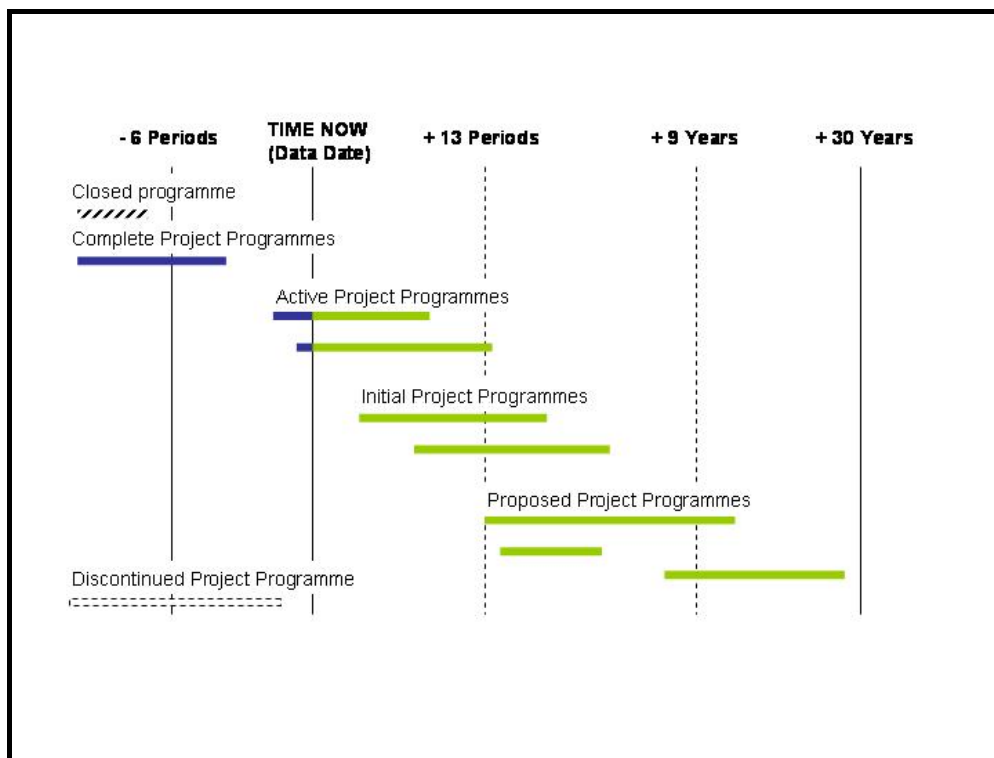 - 6 Periods
TIME NOW
(Data Date)
+ 13 Periods
+ 9 Years
+ 30 Years
Closed programme
Complete Project Programmes
Active Project Programmes
Initial Project Programmes
Proposed Project Programmes
Discontinued Project Programme